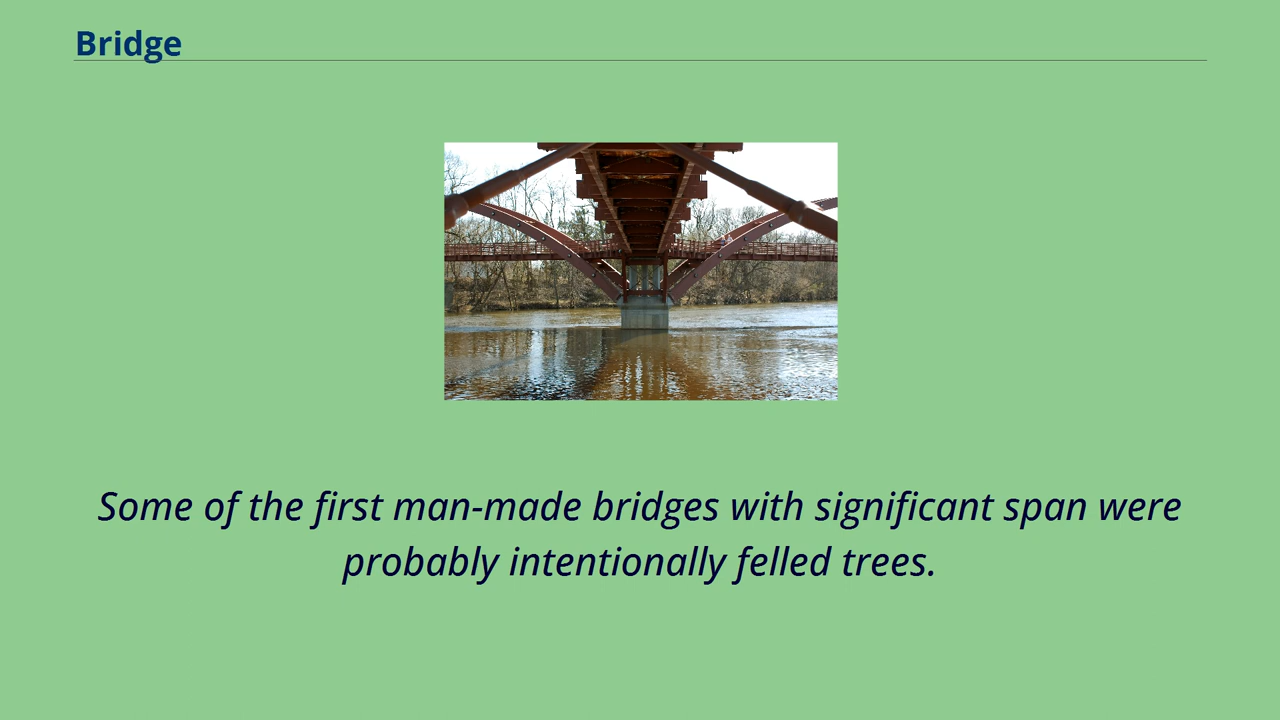 Bridge
Some of the first man-made bridges with significant span were
probably intentionally felled trees.